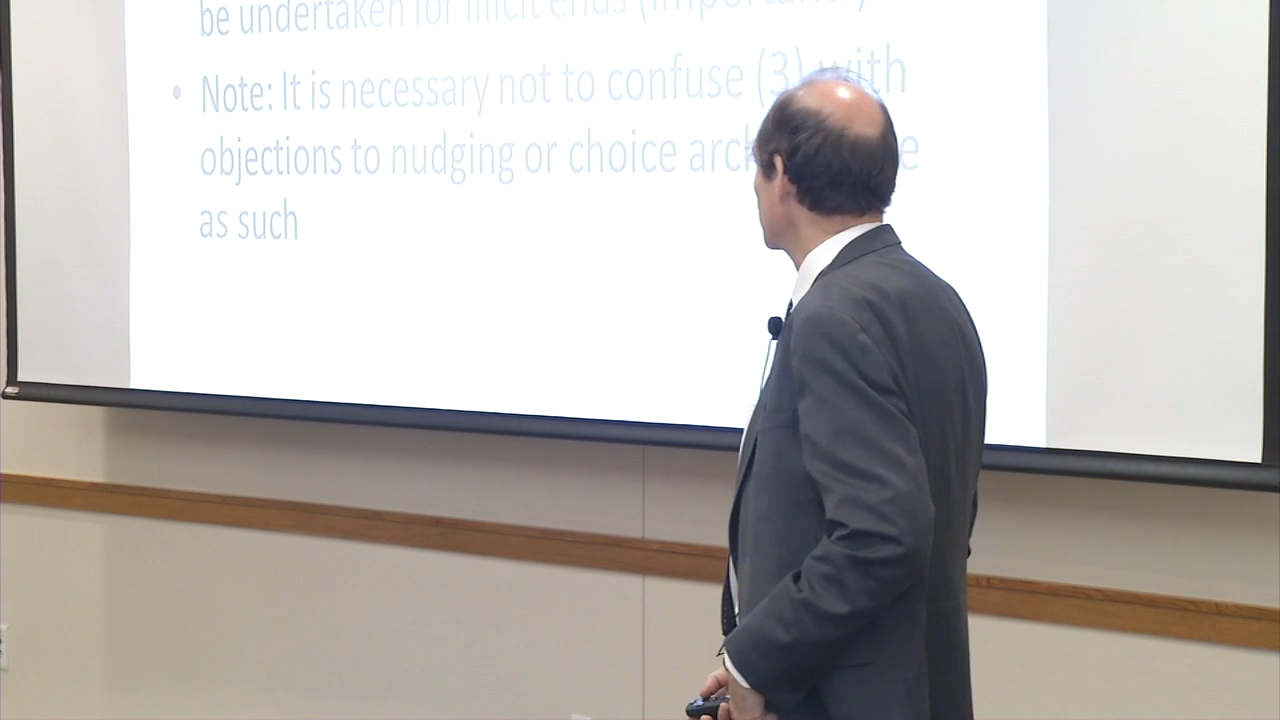 be undertaken for illicit ends (importantly
• Note: It is necessary not to confuse (3) with
objections to nudging or choice
as such